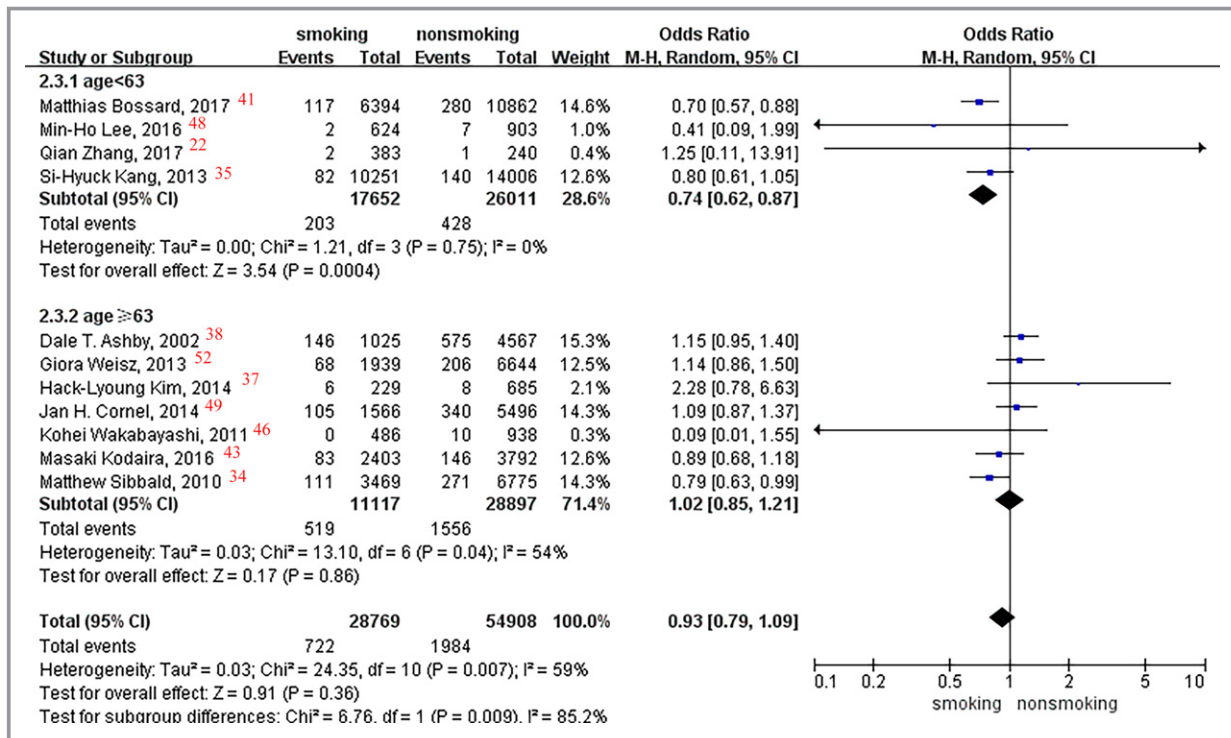 smoking nonsmoking Odds Ratio Odds Ratio
Study or Subgroup Events Total Events Total Weight M-H, Random, 95% CI M-H, Random, 95% CI
2.3.1 age<63
Matthias Bossard, 2017 41 117 6394 280 10862 14.6% 0.70 [0.57, 0.88]
Min-Ho Lee, 2016 48 2 624 7 903 1.0% 0.41 [0.09, 1.99]
Qian Zhang, 2017 22 2 383 1 240 0.4% 1.25 [0.11, 13.91]
Si-Hyuck Kang, 2013 35 82 10251 140 14006 12.6% 0.80 [0.61, 1.05]
Subtotal (95% CI) 17652 26011 28.6% 0.74 [0.62, 0.87]
Total events 203 428
Heterogeneity: Tau² = 0.00; Chi² = 1.21, df = 3 (P = 0.75); I² = 0%
Test for overall effect: Z = 3.54 (P = 0.0004)
2.3.2 age ≥63
Dale T. Ashby, 2002 38 146 1025 575 4567 15.3% 1.15 [0.95, 1.40]
Giora Weisz, 2013 52 68 1939 206 6644 12.5% 1.14 [0.86, 1.50]
Hack-Lyoung Kim, 2014 37 6 229 8 685 2.1% 2.28 [0.78, 6.63]
Jan H. Cornel, 2014 49 105 1566 340 5496 14.3% 1.09 [0.87, 1.37]
Kohei Wakabayashi, 2011 46 0 486 10 938 0.3% 0.09 [0.01, 1.55]
Masaki Kodaira, 2016 43 83 2403 146 3792 12.6% 0.89 [0.68, 1.18]
Matthew Sibbald, 2010 34 111 3469 271 6775 14.3% 0.79 [0.63, 0.99]
Subtotal (95% CI) 11117 28897 71.4% 1.02 [0.85, 1.21]
Total events 519 1556
Heterogeneity: Tau² = 0.03; Chi² = 13.10, df = 6 (P = 0.04); I² = 54%
Test for overall effect: Z = 0.17 (P = 0.86)
Total (95% CI) 28769 54908 100.0% 0.93 [0.79, 1.09]
Total events 722 1984
Heterogeneity: Tau² = 0.03; Chi² = 24.35, df = 10 (P = 0.007); I² = 59%
Test for overall effect: Z = 0.91 (P = 0.36)
Test for subgroup differences: Chi² = 6.76, df = 1 (P = 0.009), I² = 85.2%
0.1 0.2 0.5 1 2 5 10
smoking nonsmoking